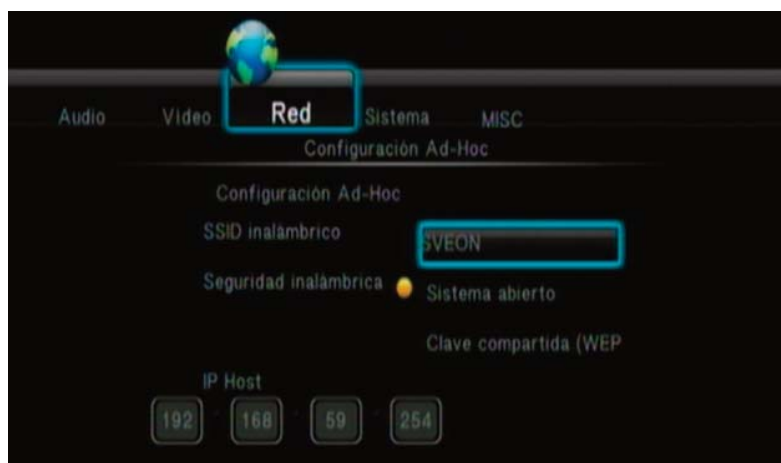 Audio Video Red Sistema MISC
Configuración Ad-Hoc
Configuración Ad-Hoc
SSID inalámbrico SVEON
Seguridad inalámbrica Sistema abierto
Clave compartida (WEP
IP Host
192 168 59 254